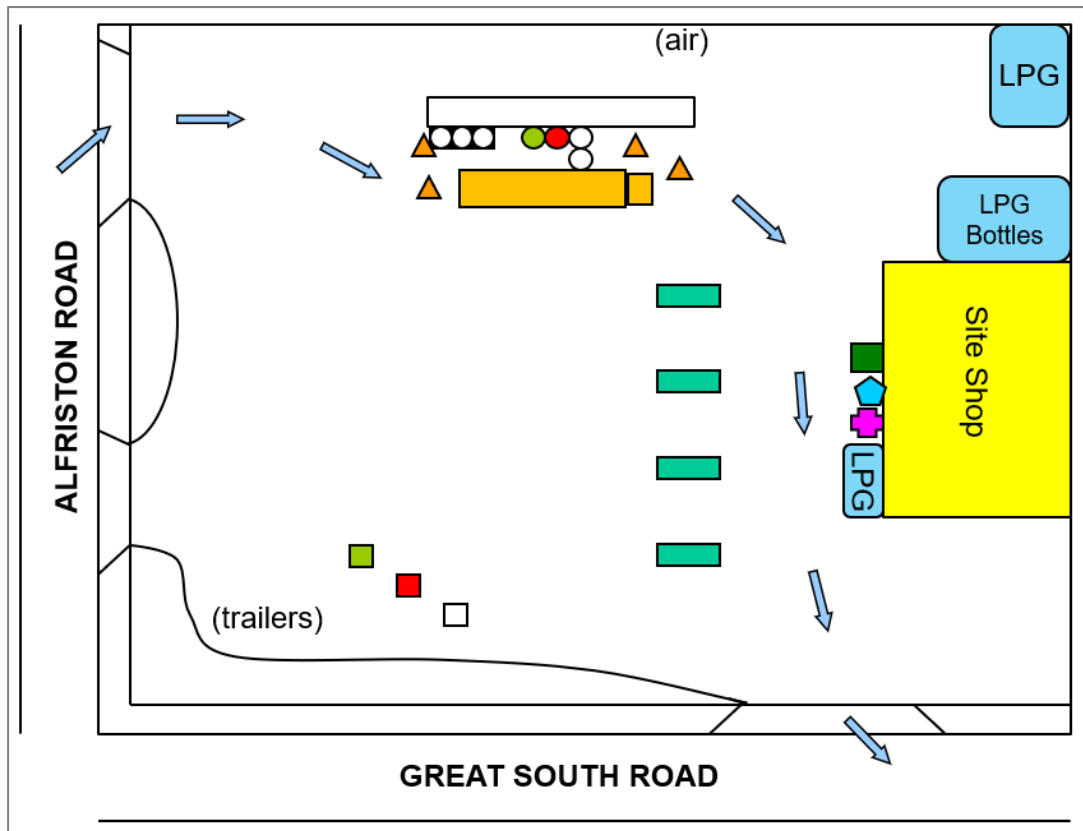 (air)
LPG
LPG
Bottles
ALFRISTON ROAD
Site Shop
LPG
(trailers)
GREAT SOUTH ROAD